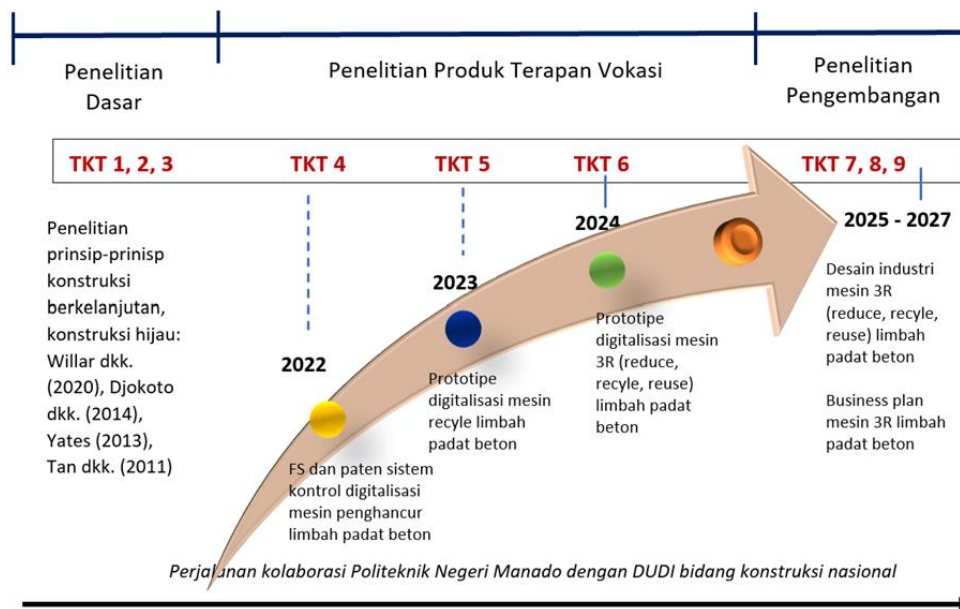 Penelitian
Dasar
Penelitian Produk Terapan Vokasi
Penelitian
Pengembangan
TKT 1, 2, 3
TKT 4
TKT 5
TKT 6
TKT 7, 8, 9
Penelitian
prinsip-prinisp
konstruksi
berkelanjutan,
konstruksi hijau:
Willar dkk.
(2020), Djokoto
dkk. (2014),
Yates (2013),
Tan dkk. (2011)
2022
FS dan paten sistem
kontrol digitalisasi
mesin penghancur
limbah padat beton
2023
Prototipe
digitalisasi mesin
recyle limbah
padat beton
2024
Prototipe
digitalisasi mesin
3R (reduce,
recyle, reuse)
limbah padat
beton
2025 - 2027
Desain industri
mesin 3R
(reduce, recyle,
reuse) limbah
padat beton
Business plan
mesin 3R limbah
padat beton
Perjalanan kolaborasi Politeknik Negeri Manado dengan DUDI bidang konstruksi nasional